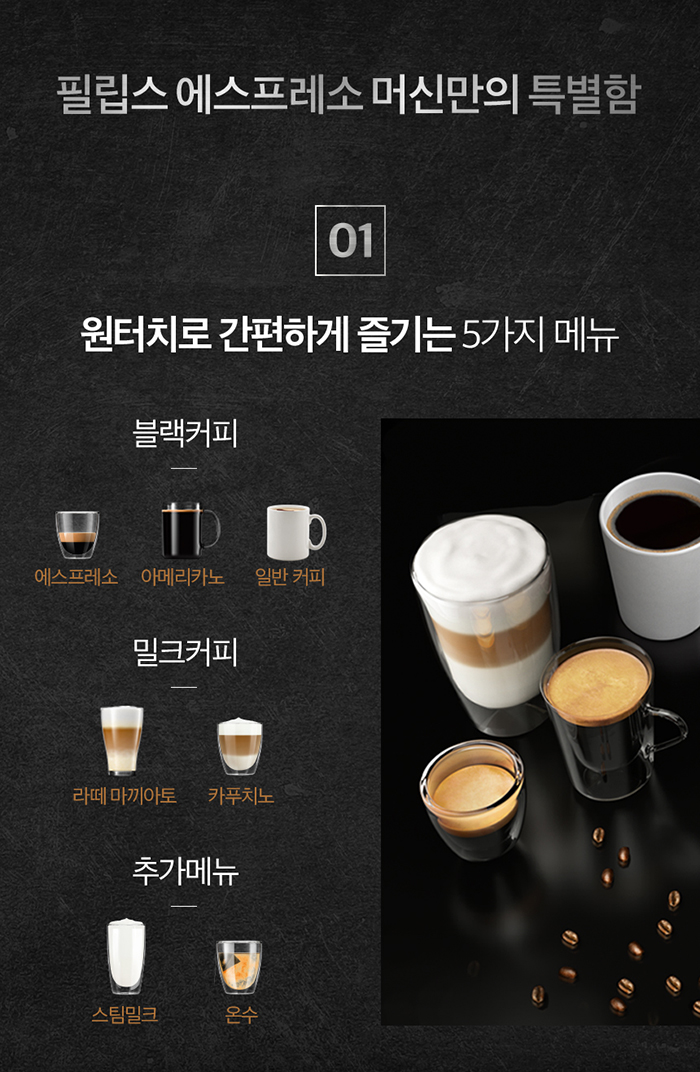 필립스 에스프레소 머신만의 특별함
01
원터치로 간편하게 즐기는 5가지 메뉴
블랙커피
에스프레소 아메리카노 일반 커피
밀크커피
라떼 마끼아토 카푸치노
추가메뉴
스팀밀크 온수